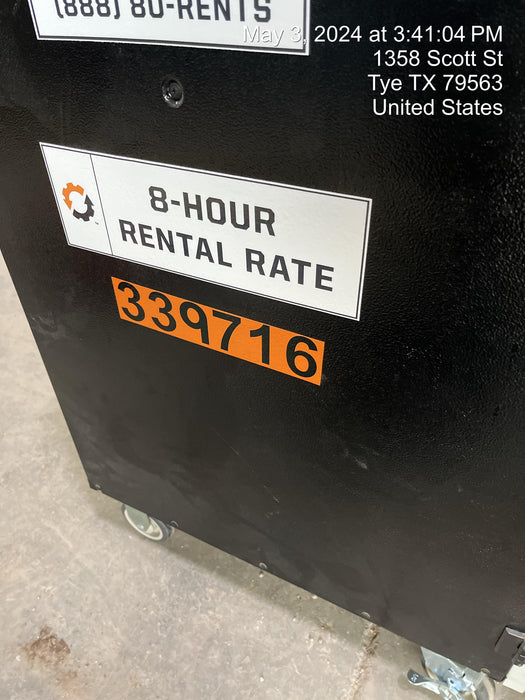 (888) 80-RENTS
May 3, 2024 at 3:41:04 PM
1358 Scott St
Tye TX 79563
United States
8-HOUR
RENTAL RATE
339716